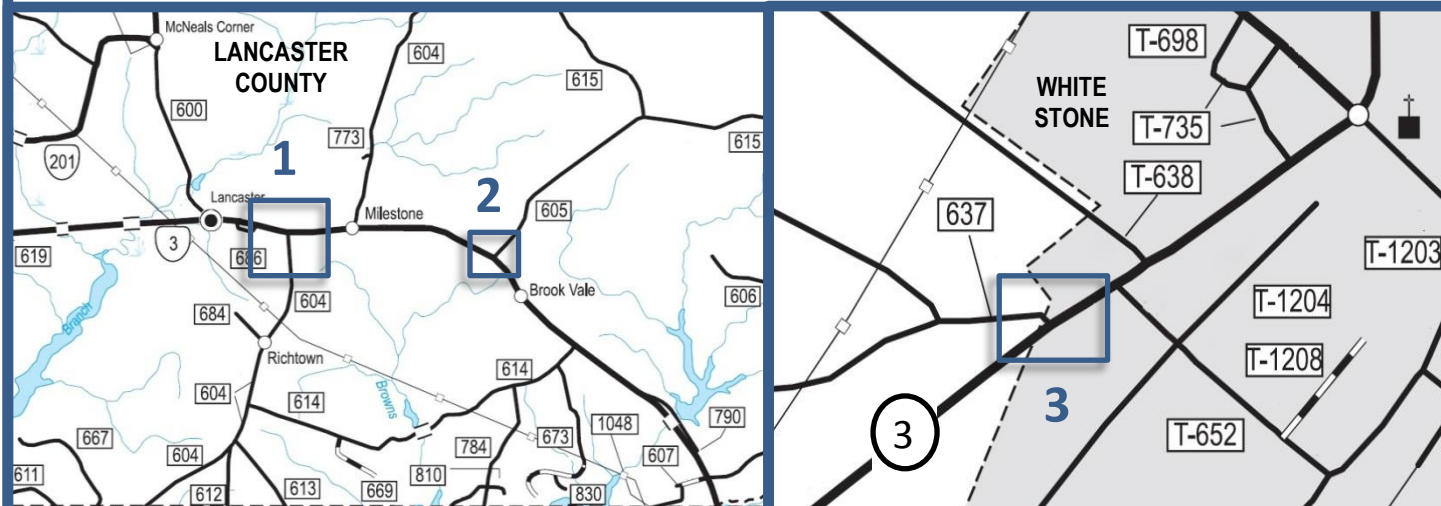 McNeals Corner
LANCASTER
COUNTY
604
615
600
201
773
615
1
Lancaster
Milestone
2
605
3
619
686
604
Brook Vale
606
Branch
684
Richtown
604
614
Browns
614
790
667
604
784
673
1048
607
611
612
613
669
810
830
T-698
WHITE
STONE
T-735
T-638
637
T-1203
T-1204
T-1208
3
3
T-652